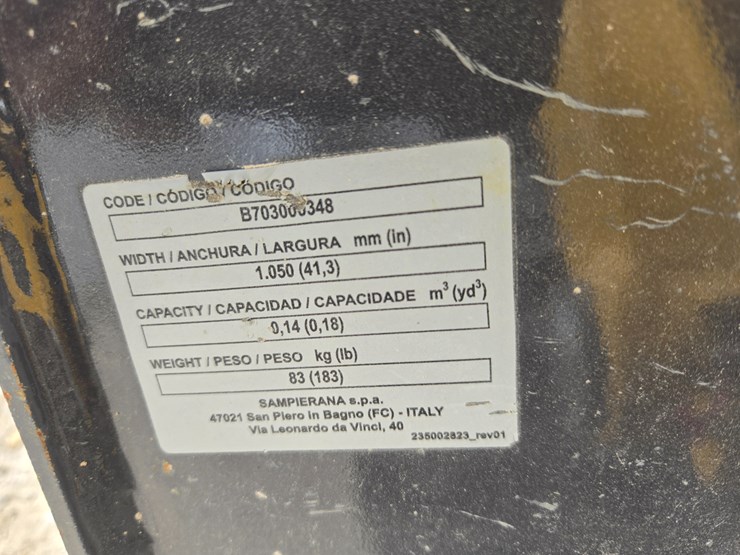 CODE / CÓDIGO / CÓDIGO
B703000348
WIDTH / ANCHURA / LARGURA mm (in)
1.050 (41,3)
CAPACITY / CAPACIDAD / CAPACIDADE m³ (yd³)
0,14 (0,18)
WEIGHT / PESO / PESO kg (lb)
83 (183)
SAMPIERANA s.p.a.
47021 San Piero in Bagno (FC) - ITALY
Via Leonardo da Vinci, 40
235002823_rev01